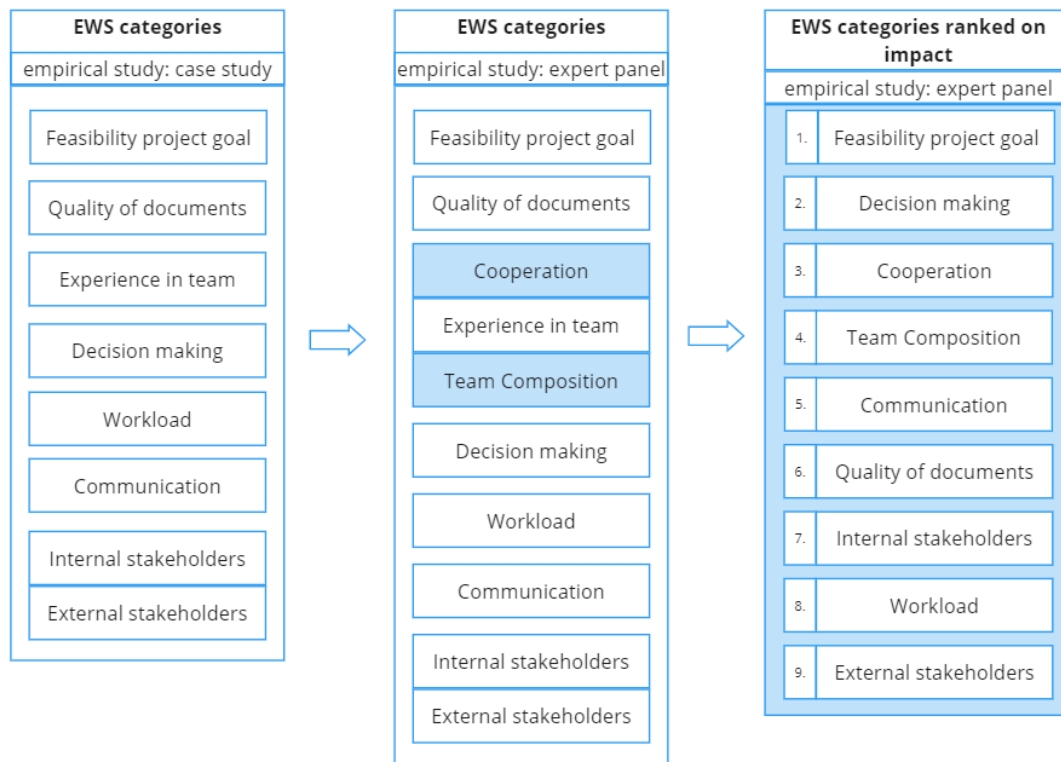 EWS categories
empirical study: case study
Feasibility project goal
Quality of documents
Experience in team
Decision making
Workload
Communication
Internal stakeholders
External stakeholders
EWS categories
empirical study: expert panel
Feasibility project goal
Quality of documents
Cooperation
Experience in team
Team Composition
Decision making
Workload
Communication
Internal stakeholders
External stakeholders
EWS categories ranked on
impact
empirical study: expert panel
1. Feasibility project goal
2. Decision making
3. Cooperation
4. Team Composition
5. Communication
6. Quality of documents
7. Internal stakeholders
8. Workload
9. External stakeholders